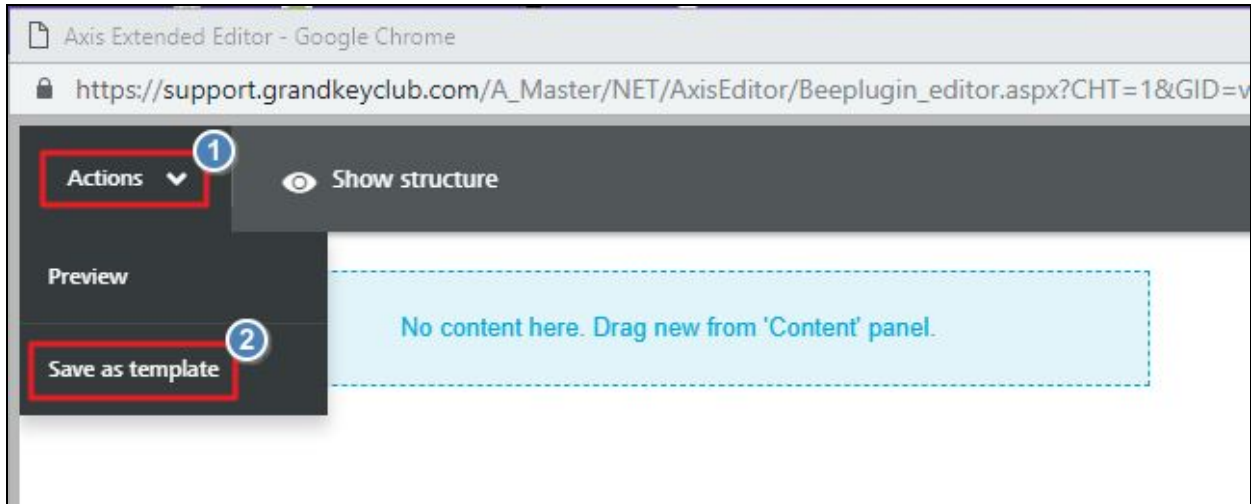 Axis Extended Editor - Google Chrome
https://support.grandkeyclub.com/A_Master/NET/AxisEditor/Beeplugin_editor.aspx?CHT=1&GID=v
1
Actions
Show structure
Preview
No content here. Drag new from 'Content' panel.
2
Save as template